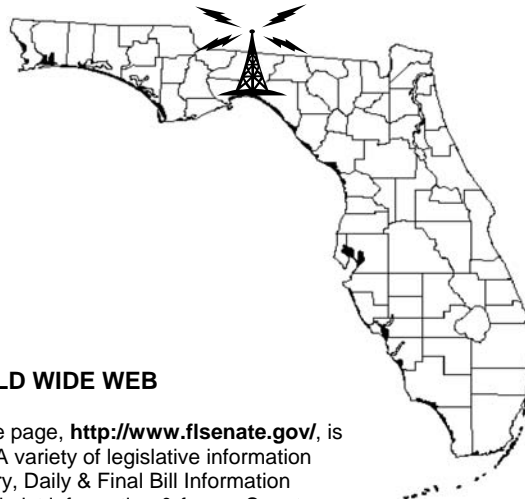 LD WIDE WEB
e page, http://www.flsenate.gov/, is
A variety of legislative information
ry, Daily & Final Bill Information